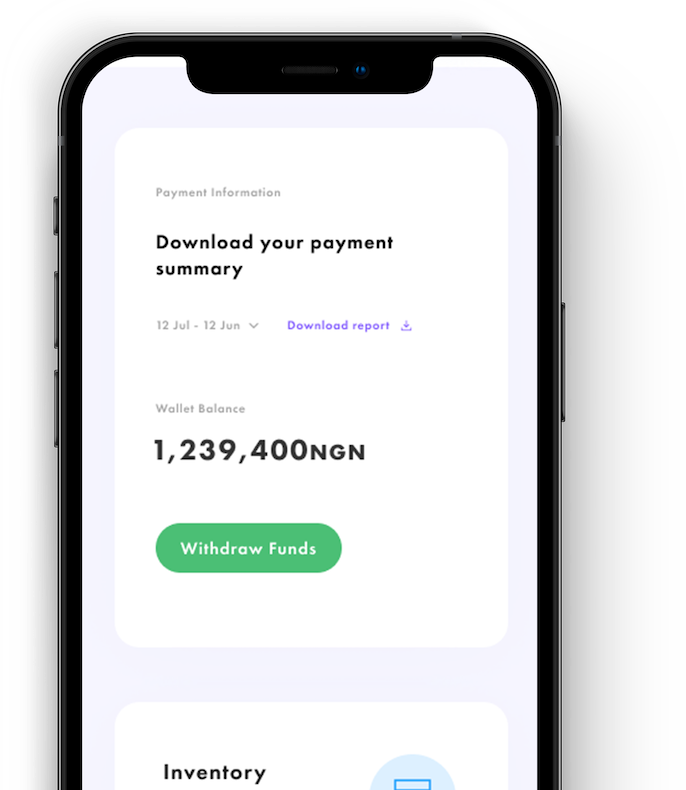 Payment Information
Download your payment
summary
12 Jul - 12 Jun
Download report
Wallet Balance
1,239,400NGN
Withdraw Funds
Inventory